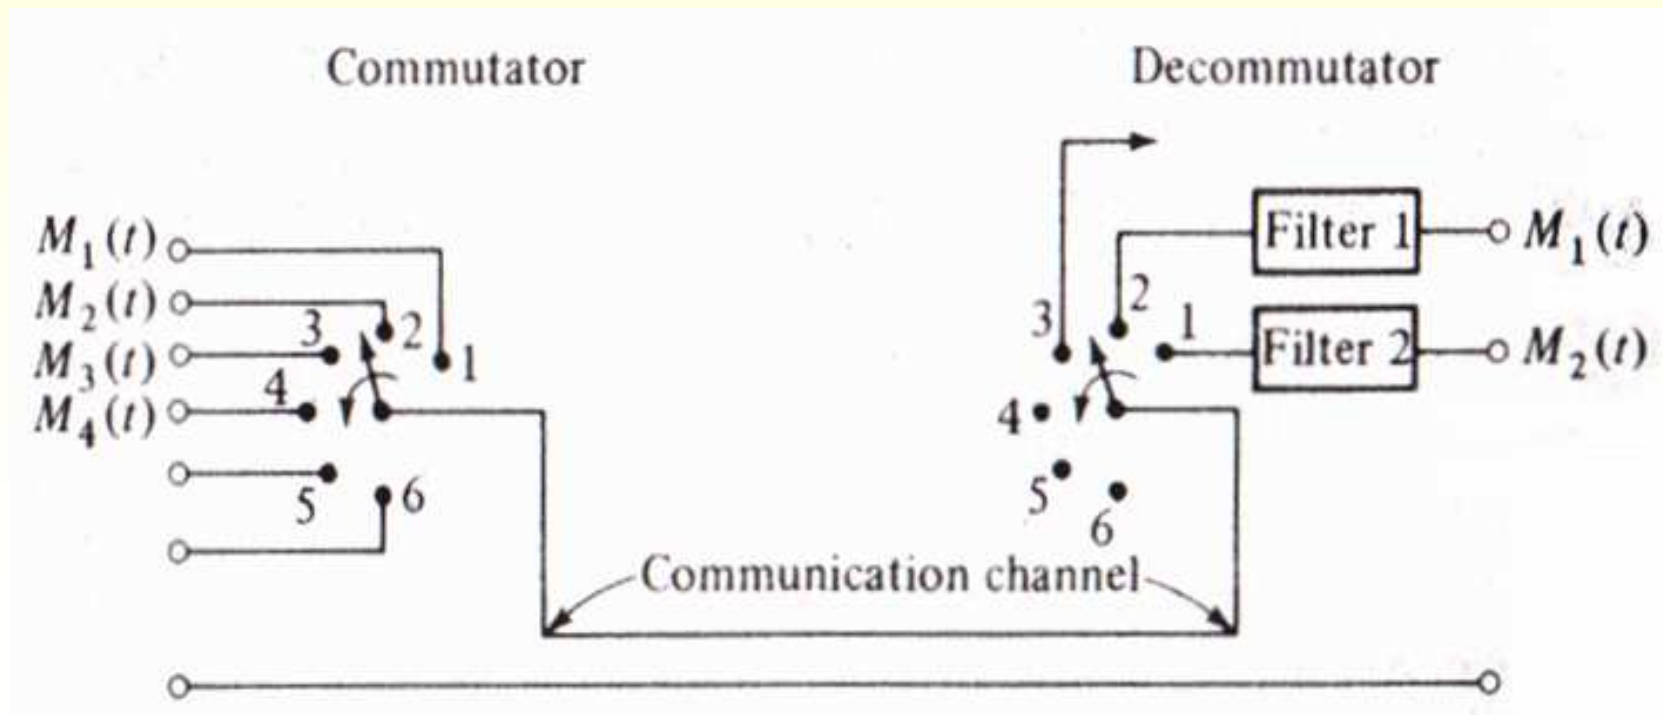 Commutator
Decommutator
M₁(t)
M₂(t)
M₃(t)
M₄(t)
3
2
1
4
5
6
3
2
1
4
5
6
Filter 1
M₁(t)
Filter 2
M₂(t)
Communication channel